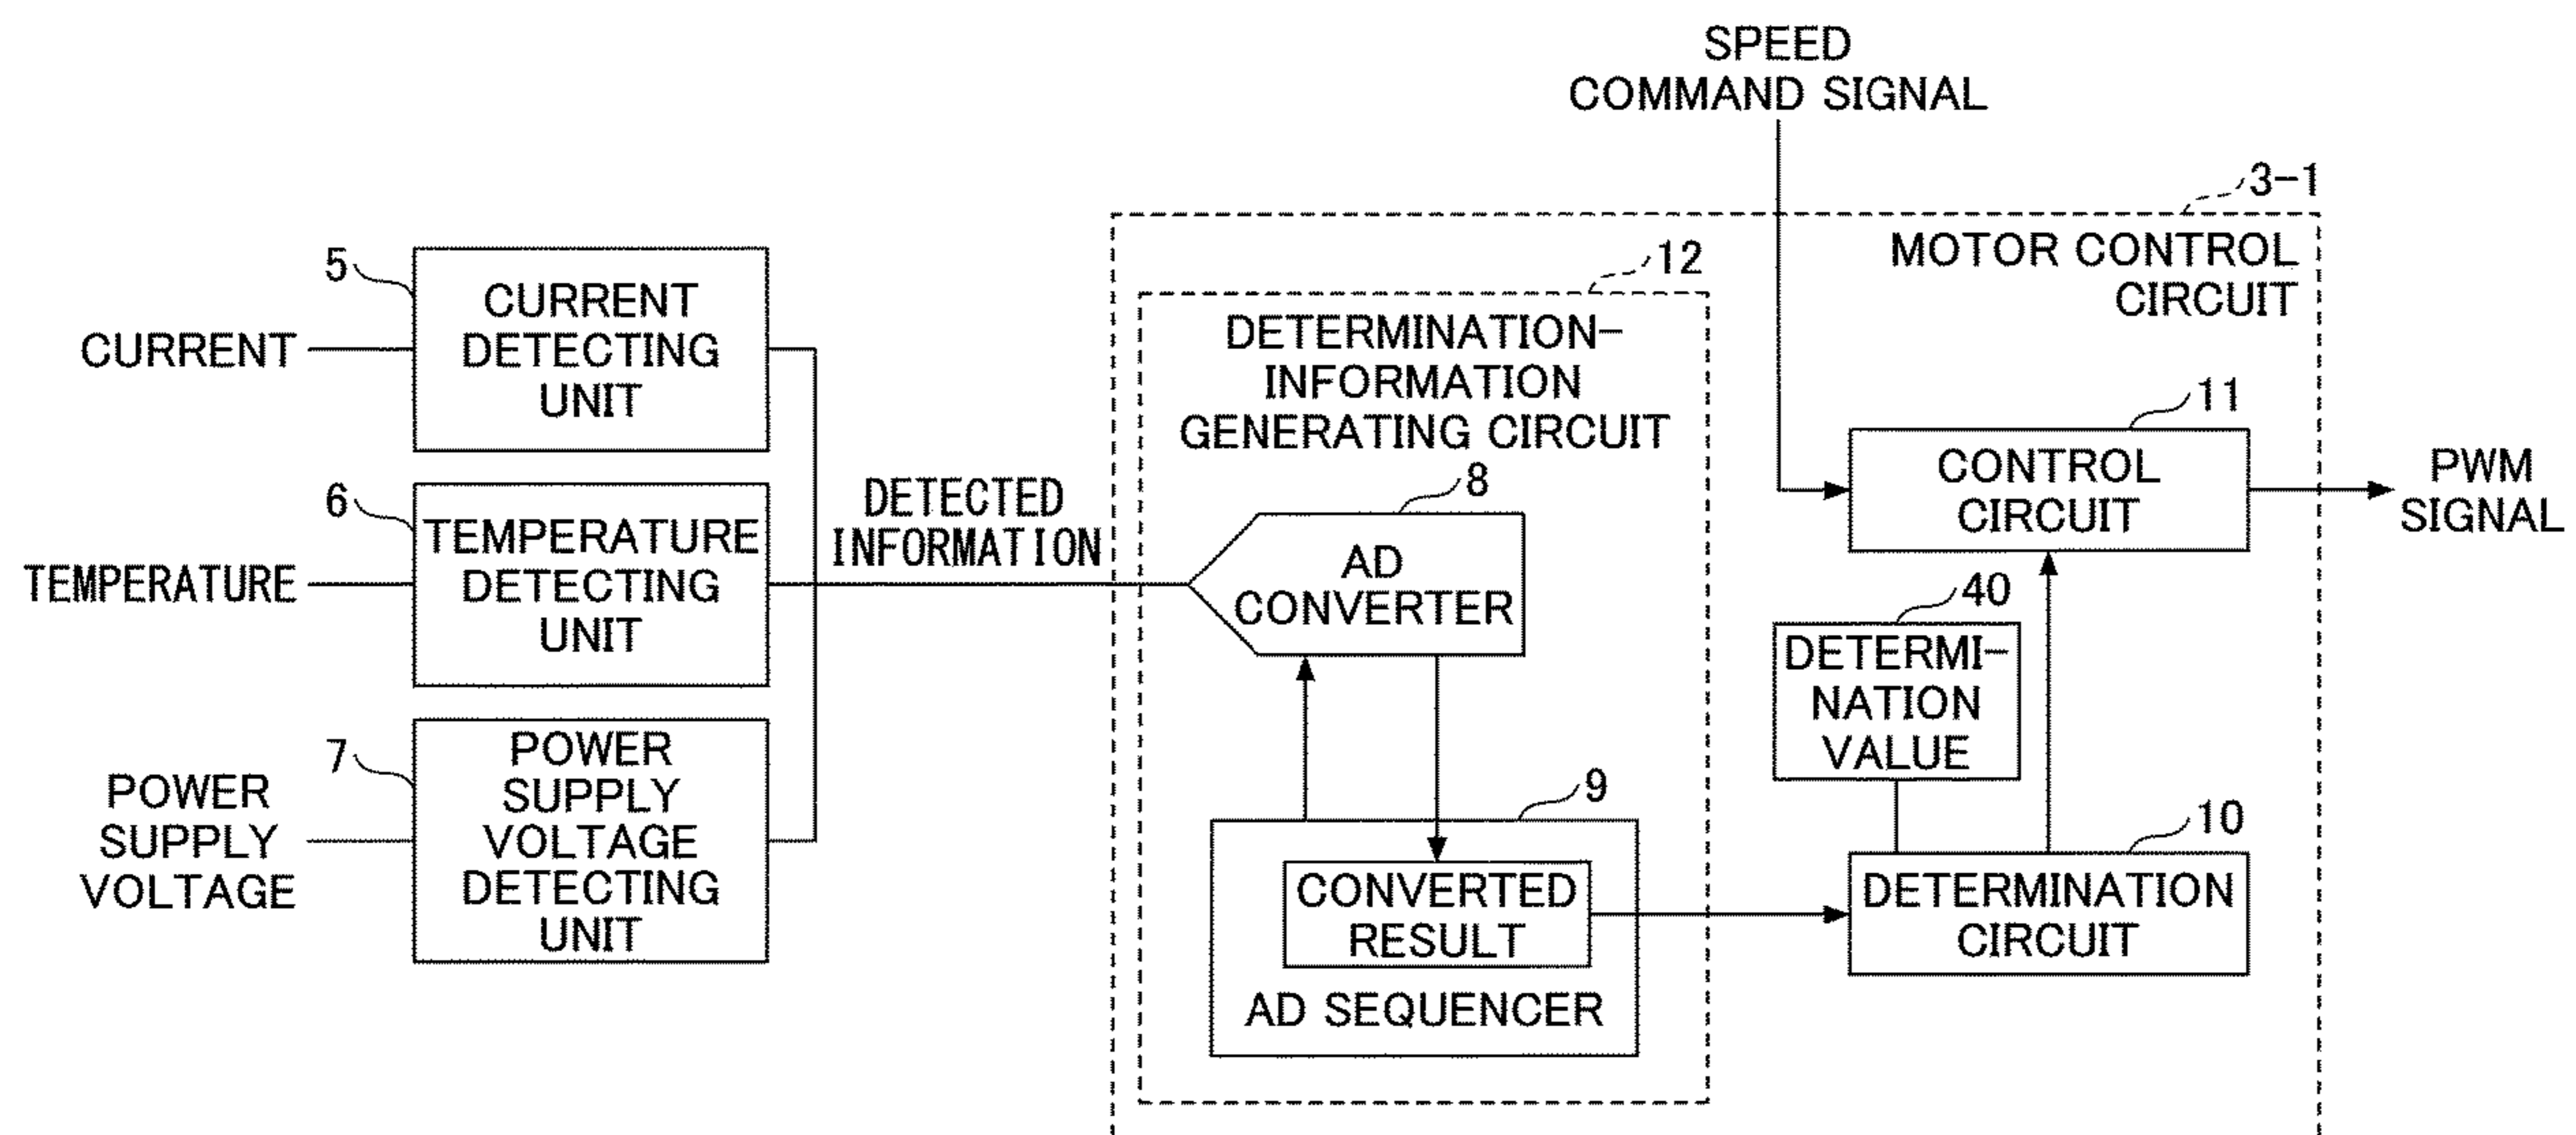 SPEED
COMMAND SIGNAL
3-1
MOTOR CONTROL
CIRCUIT
12
DETERMINATION-
INFORMATION
GENERATING CIRCUIT
5
CURRENT
CURRENT
DETECTING
UNIT
6
TEMPERATURE
TEMPERATURE
DETECTING
UNIT
7
POWER
SUPPLY
VOLTAGE
POWER
SUPPLY
VOLTAGE
DETECTING
UNIT
DETECTED
INFORMATION
8
AD
CONVERTER
9
CONVERTED
RESULT
AD SEQUENCER
11
CONTROL
CIRCUIT
PWM
SIGNAL
40
DETERMI-
NATION
VALUE
10
DETERMINATION
CIRCUIT